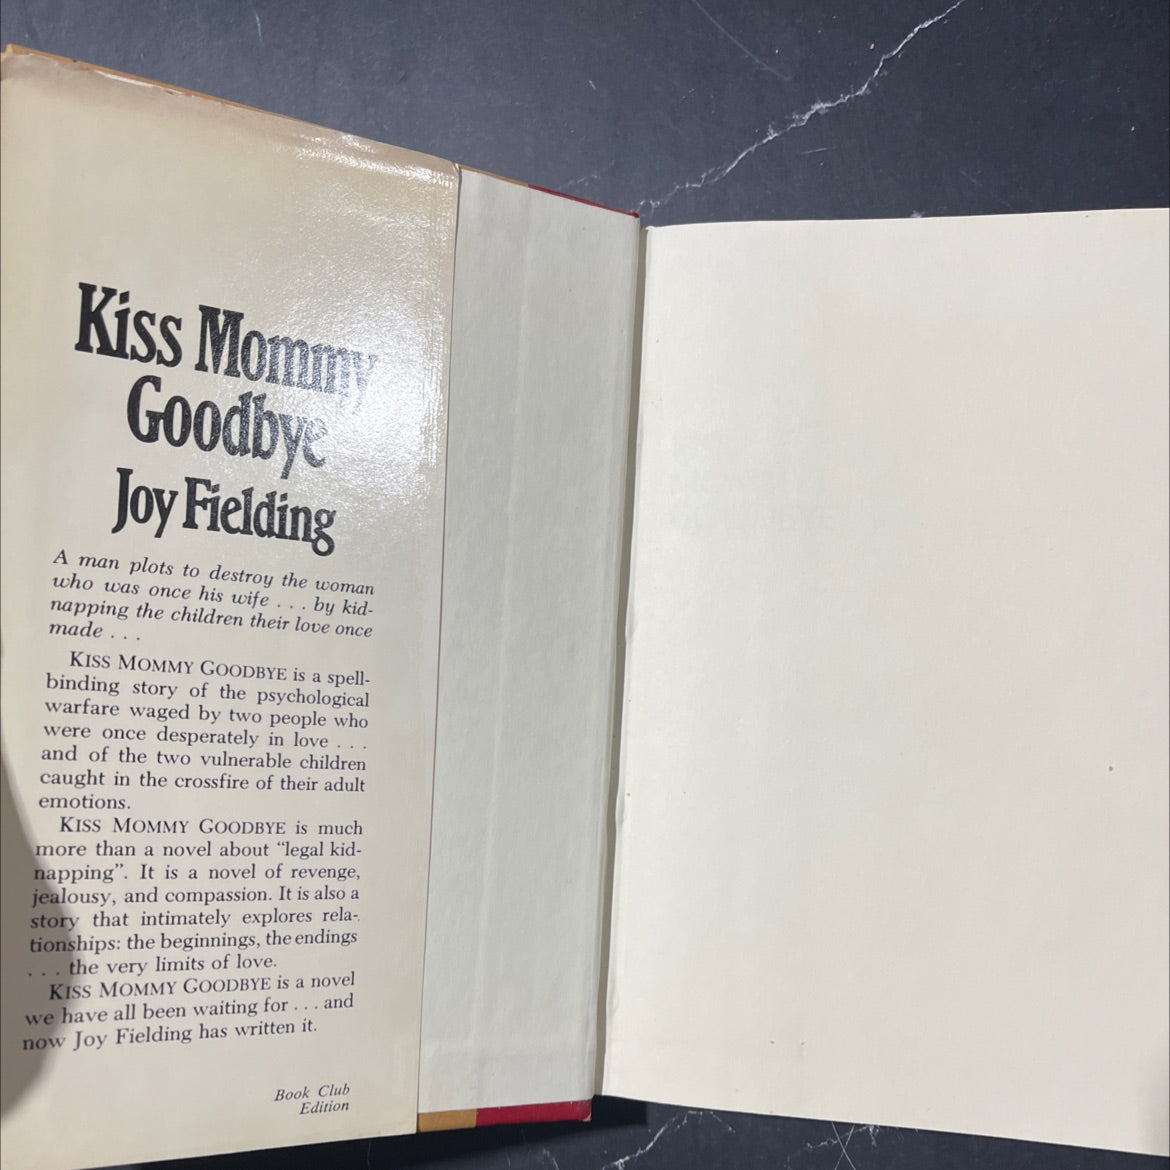 Kiss Mommy
Goodbye
Joy Fielding
A man plots to destroy the woman
who was once his wife . . . by kid-
napping the children their love once
made . . .
KISS MOMMY GOODBYE is a spell-
binding story of the psychological
warfare waged by two people who
were once desperately in love . . .
and of the two vulnerable children
caught in the crossfire of their adult
emotions.
KISS MOMMY GOODBYE is much
more than a novel about “legal kid-
napping”. It is a novel of revenge,
jealousy, and compassion. It is also a
story that intimately explores rela-
tionships: the beginnings, the endings
. . . the very limits of love.
KISS MOMMY GOODBYE is a novel
we have all been waiting for . . . and
now Joy Fielding has written it.
Book Club
Edition